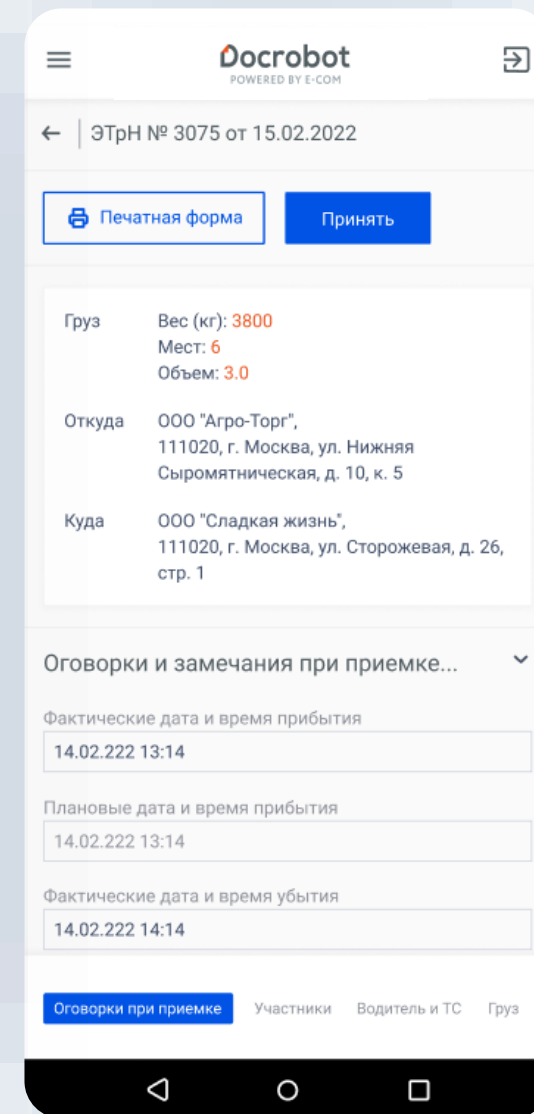 Docrobot
POWERED BY E-COM
ЭТрН № 3075 от 15.02.2022
Печатная форма
Принять
Груз
Вес (кг): 3800
Мест: 6
Объем: 3.0
Откуда
ООО "Агро-Торг",
111020, г. Москва, ул. Нижняя
Сыромятническая, д. 10, к. 5
Куда
ООО "Сладкая жизнь",
111020, г. Москва, ул. Сторожевая, д. 26,
стр. 1
Оговорки и замечания при приемке...
Фактические дата и время прибытия
14.02.222 13:14
Плановые дата и время прибытия
14.02.222 13:14
Фактические дата и время убытия
14.02.222 14:14
Оговорки при приемке
Участники
Водитель и ТС
Груз